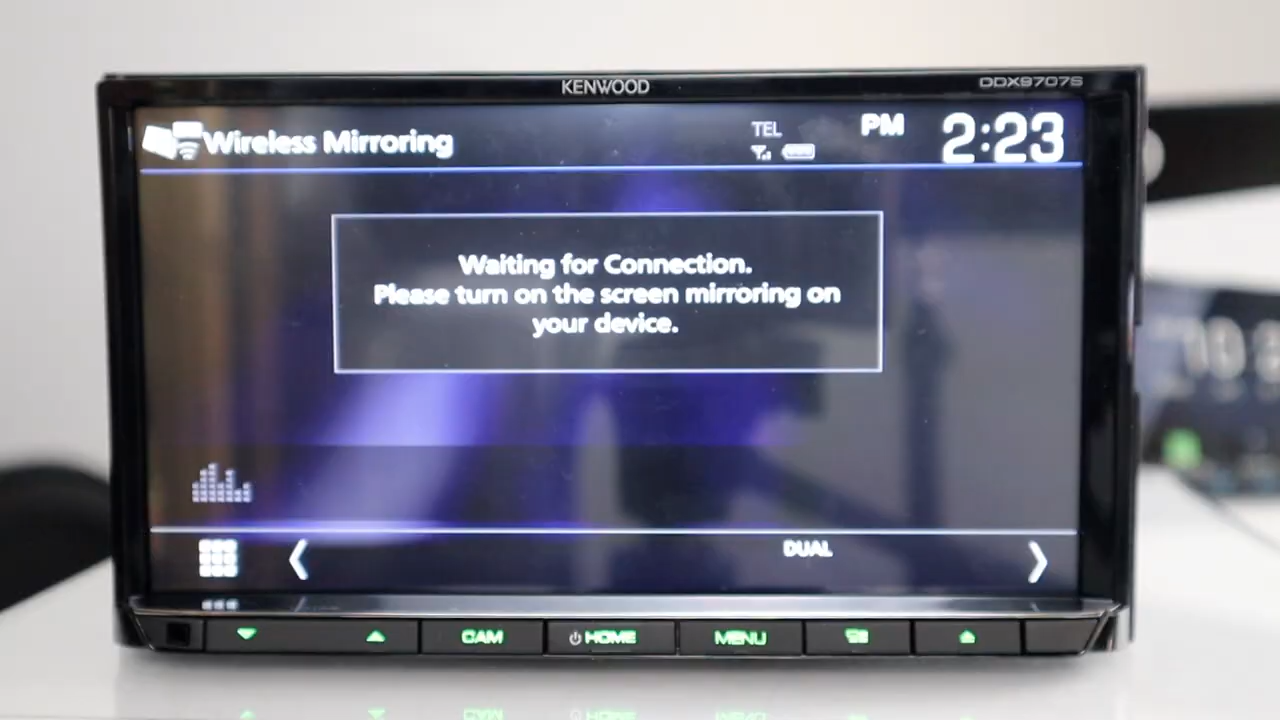 KENWOOD
DDX9707S
Wireless Mirroring
TEL
PM 2:23
Waiting for Connection.
Please turn on the screen mirroring on
your device.
DUAL
CAM
HOME
MENU